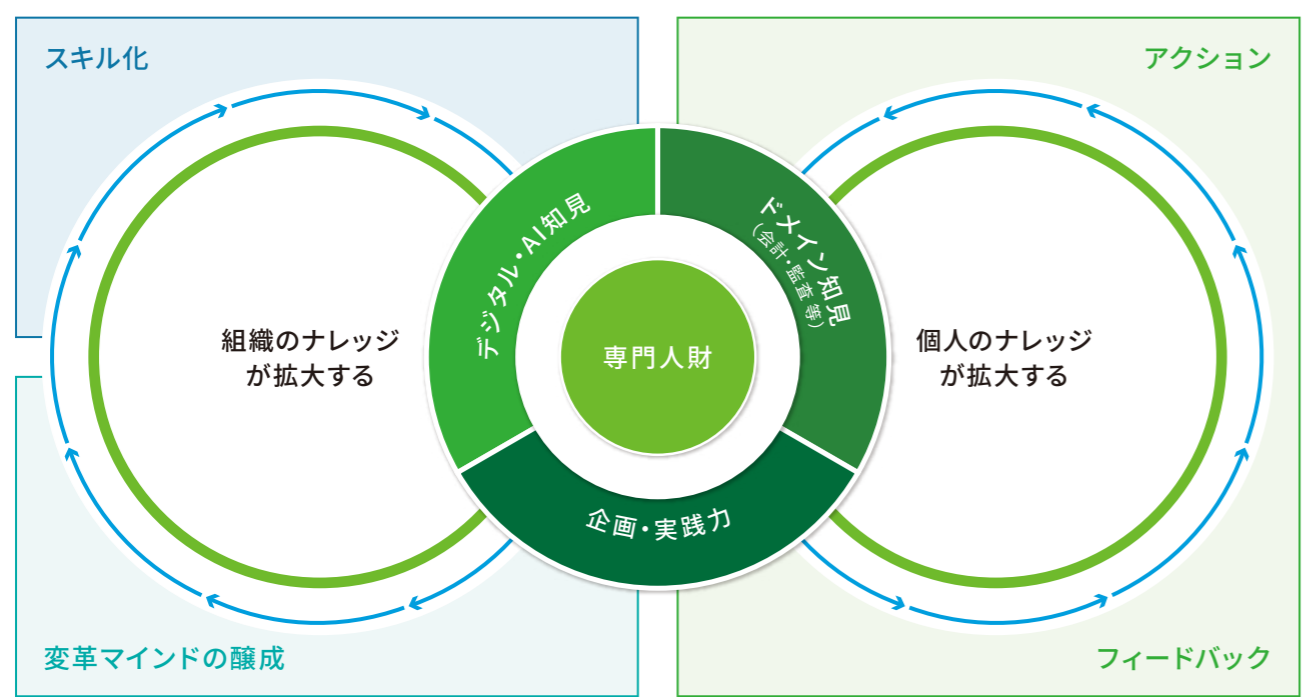 スキル化
アクション
デジタル・AI知見
ドメイン知見
（会計・監査 等）
組織のナレッジ
が拡大する
専門人財
個人のナレッジ
が拡大する
企画・実践力
変革マインドの醸成
フィードバック